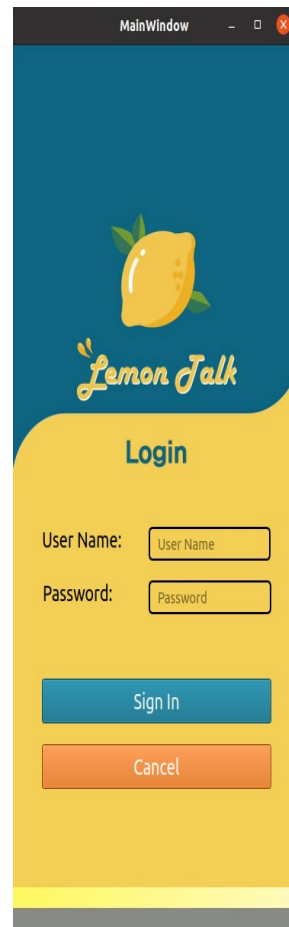 MainWindow
Lemon Talk
Login
User Name: User Name
Password: Password
Sign In
Cancel